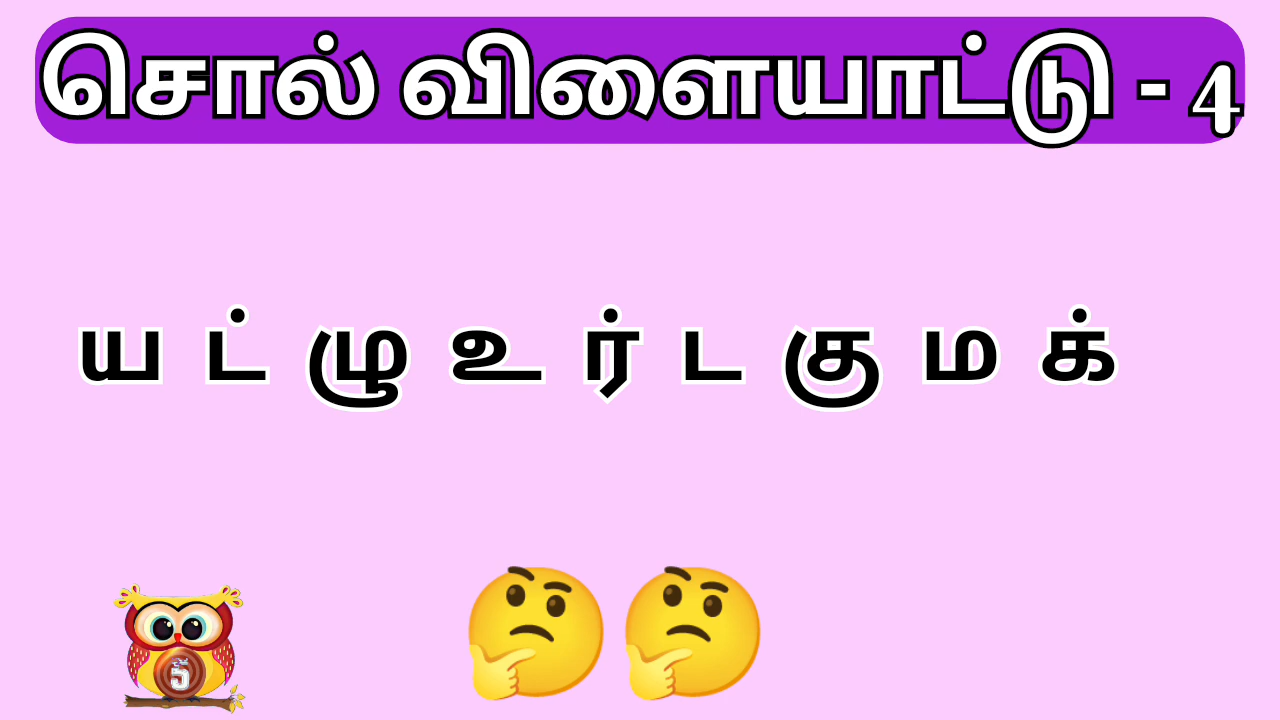 சொல் விளையாட்டு - 4
ய ட் ழு உ ர் ட கு ம க்